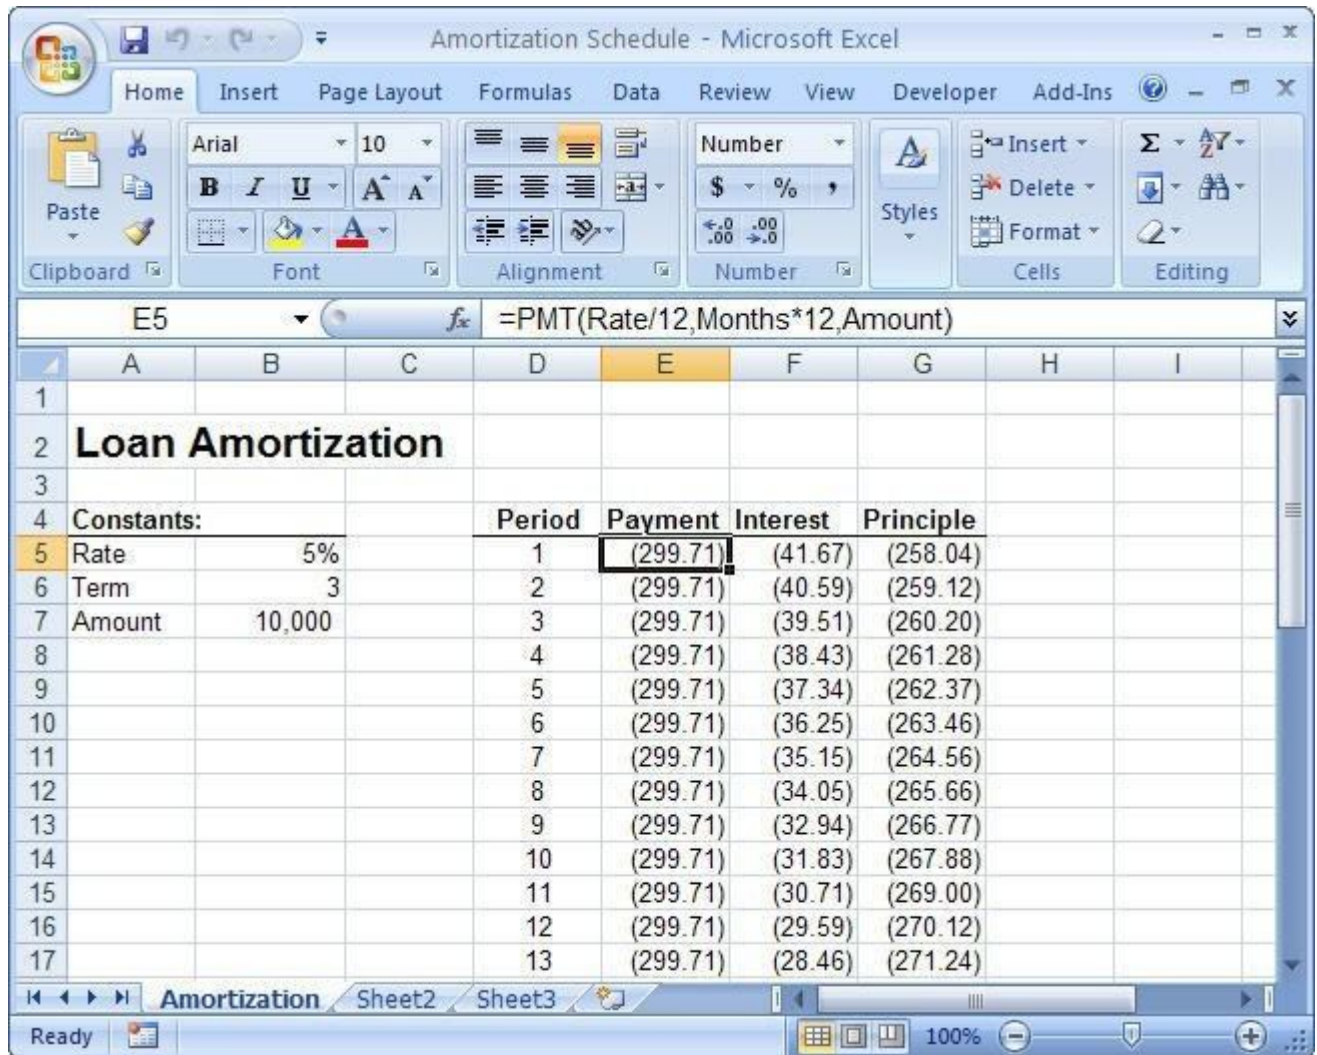 Amortization Schedule - Microsoft Excel
Home Insert Page Layout Formulas Data Review View Developer Add-Ins
Paste
Clipboard
Arial 10
B I U A A
A
Font
Alignment
Number
$ % ,
.0 .00
.00 .0
Number
Styles
Insert
Delete
Format
Cells
Σ A Z
Editing
E5 fx =PMT(Rate/12,Months*12,Amount)
A B C D E F G H I
1
2 Loan Amortization
3
4 Constants: Period Payment Interest Principle
5 Rate 5% 1 (299.71) (41.67) (258.04)
6 Term 3 2 (299.71) (40.59) (259.12)
7 Amount 10,000 3 (299.71) (39.51) (260.20)
8 4 (299.71) (38.43) (261.28)
9 5 (299.71) (37.34) (262.37)
10 6 (299.71) (36.25) (263.46)
11 7 (299.71) (35.15) (264.56)
12 8 (299.71) (34.05) (265.66)
13 9 (299.71) (32.94) (266.77)
14 10 (299.71) (31.83) (267.88)
15 11 (299.71) (30.71) (269.00)
16 12 (299.71) (29.59) (270.12)
17 13 (299.71) (28.46) (271.24)
Amortization Sheet2 Sheet3
Ready 100%